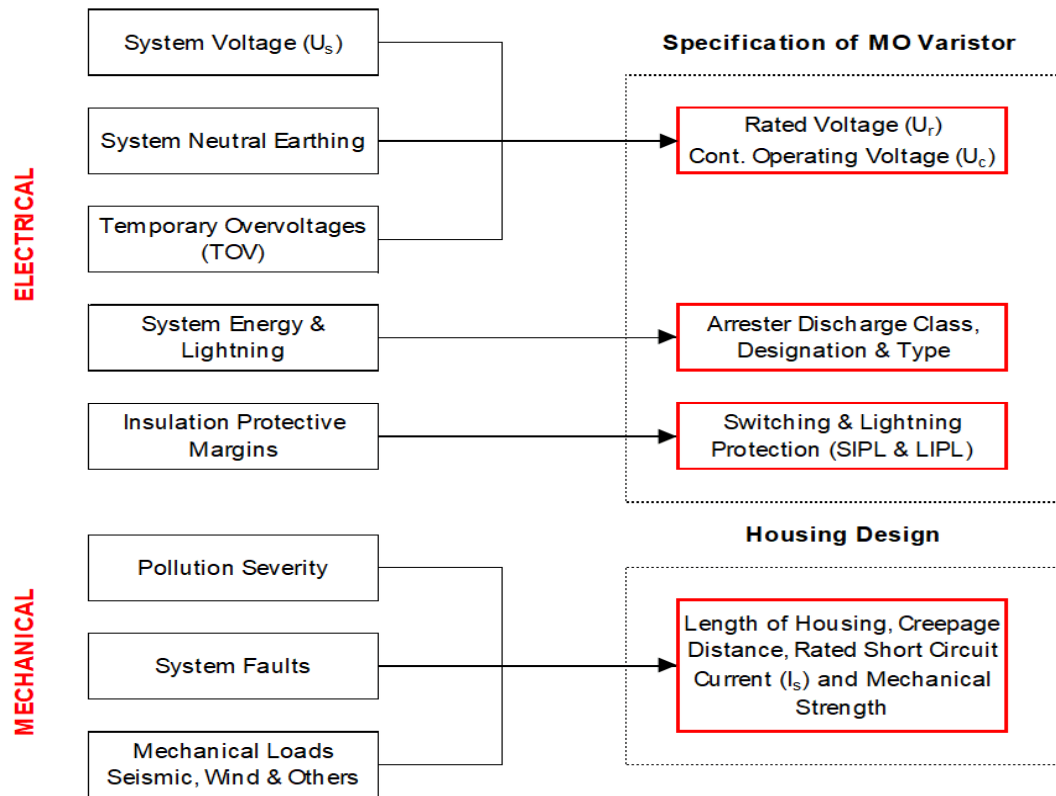 System Voltage (Us)
Specification of MO Varistor
System Neutral Earthing
Rated Voltage (Ur)
Cont. Operating Voltage (Uc)
ELECTRICAL
Temporary Overvoltages
(TOV)
System Energy &
Lightning
Arrester Discharge Class,
Designation & Type
Insulation Protective
Margins
Switching & Lightning
Protection (SIPL & LIPL)
Housing Design
Pollution Severity
MECHANICAL
System Faults
Length of Housing, Creepage
Distance, Rated Short Circuit
Current (Is) and Mechanical
Strength
Mechanical Loads
Seismic, Wind & Others